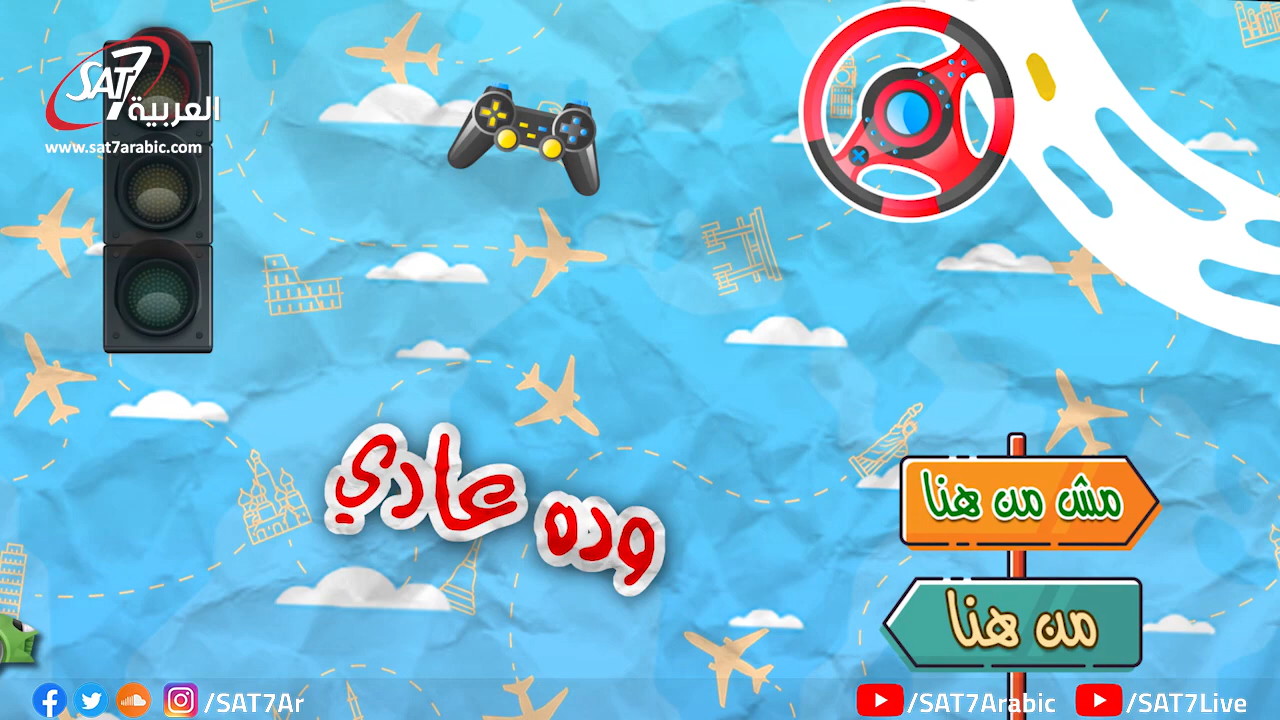 SAT7
العربية
www.sat7arabic.com
وده عادي
مش من هنا
من هنا
/SAT7Ar
/SAT7Arabic
/SAT7Live